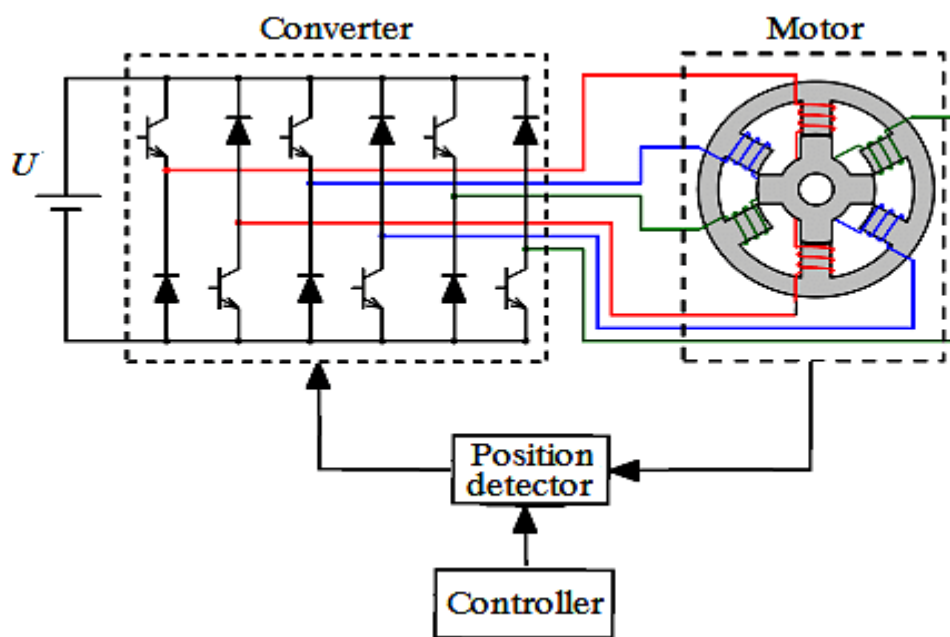 Converter
Motor
U
Position
detector
Controller